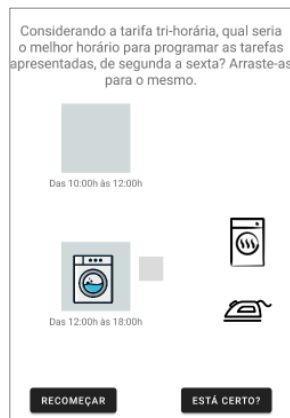 Considerando a tarifa tri-horária, qual seria
o melhor horário para programar as tarefas
apresentadas, de segunda a sexta? Arraste-as
para o mesmo.
Das 10:00h às 12:00h
Das 12:00h às 18:00h
RECOMEÇAR
ESTÁ CERTO?